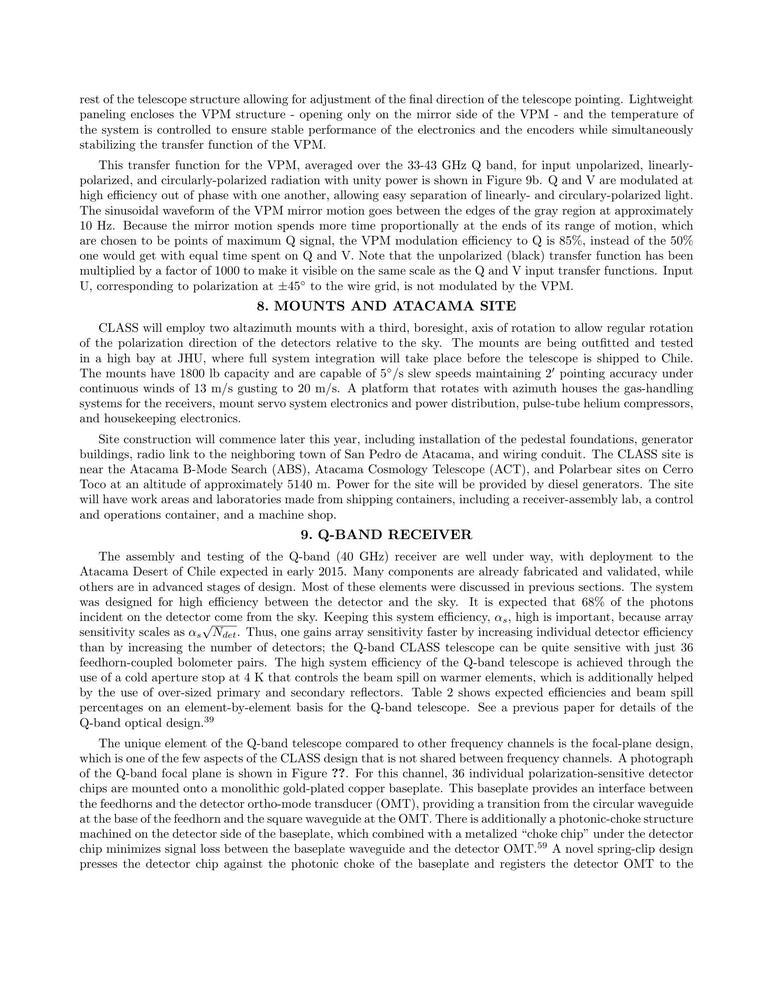 rest of the telescope structure allowing for adjustment of the final direction of the telescope pointing. Lightweight
paneling encloses the VPM structure - opening only on the mirror side of the VPM - and the temperature of
the system is controlled to ensure stable performance of the electronics and the encoders while simultaneously
stabilizing the transfer function of the VPM.
This transfer function for the VPM, averaged over the 33-43 GHz Q band, for input unpolarized, linearly-
polarized, and circularly-polarized radiation with unity power is shown in Figure 9b. Q and V are modulated at
high efficiency out of phase with one another, allowing easy separation of linearly- and circulary-polarized light.
The sinusoidal waveform of the VPM mirror motion goes between the edges of the gray region at approximately
10 Hz. Because the mirror motion spends more time proportionally at the ends of its range of motion, which
are chosen to be points of maximum Q signal, the VPM modulation efficiency to Q is 85%, instead of the 50%
one would get with equal time spent on Q and V. Note that the unpolarized (black) transfer function has been
multiplied by a factor of 1000 to make it visible on the same scale as the Q and V input transfer functions. Input
U, corresponding to polarization at ±45° to the wire grid, is not modulated by the VPM.
8. MOUNTS AND ATACAMA SITE
CLASS will employ two altazimuth mounts with a third, boresight, axis of rotation to allow regular rotation
of the polarization direction of the detectors relative to the sky. The mounts are being outfitted and tested
in a high bay at JHU, where full system integration will take place before the telescope is shipped to Chile.
The mounts have 1800 lb capacity and are capable of 5°/s slew speeds maintaining 2′ pointing accuracy under
continuous winds of 13 m/s gusting to 20 m/s. A platform that rotates with azimuth houses the gas-handling
systems for the receivers, mount servo system electronics and power distribution, pulse-tube helium compressors,
and housekeeping electronics.
Site construction will commence later this year, including installation of the pedestal foundations, generator
buildings, radio link to the neighboring town of San Pedro de Atacama, and wiring conduit. The CLASS site is
near the Atacama B-Mode Search (ABS), Atacama Cosmology Telescope (ACT), and Polarbear sites on Cerro
Toco at an altitude of approximately 5140 m. Power for the site will be provided by diesel generators. The site
will have work areas and laboratories made from shipping containers, including a receiver-assembly lab, a control
and operations container, and a machine shop.
9. Q-BAND RECEIVER
The assembly and testing of the Q-band (40 GHz) receiver are well under way, with deployment to the
Atacama Desert of Chile expected in early 2015. Many components are already fabricated and validated, while
others are in advanced stages of design. Most of these elements were discussed in previous sections. The system
was designed for high efficiency between the detector and the sky. It is expected that 68% of the photons
incident on the detector come from the sky. Keeping this system efficiency, αs, high is important, because array
sensitivity scales as αs√Ndet. Thus, one gains array sensitivity faster by increasing individual detector efficiency
than by increasing the number of detectors; the Q-band CLASS telescope can be quite sensitive with just 36
feedhorn-coupled bolometer pairs. The high system efficiency of the Q-band telescope is achieved through the
use of a cold aperture stop at 4 K that controls the beam spill on warmer elements, which is additionally helped
by the use of over-sized primary and secondary reflectors. Table 2 shows expected efficiencies and beam spill
percentages on an element-by-element basis for the Q-band telescope. See a previous paper for details of the
Q-band optical design.39
The unique element of the Q-band telescope compared to other frequency channels is the focal-plane design,
which is one of the few aspects of the CLASS design that is not shared between frequency channels. A photograph
of the Q-band focal plane is shown in Figure ??. For this channel, 36 individual polarization-sensitive detector
chips are mounted onto a monolithic gold-plated copper baseplate. This baseplate provides an interface between
the feedhorns and the detector ortho-mode transducer (OMT), providing a transition from the circular waveguide
at the base of the feedhorn and the square waveguide at the OMT. There is additionally a photonic-choke structure
machined on the detector side of the baseplate, which combined with a metalized “choke chip” under the detector
chip minimizes signal loss between the baseplate waveguide and the detector OMT.59 A novel spring-clip design
presses the detector chip against the photonic choke of the baseplate and registers the detector OMT to the